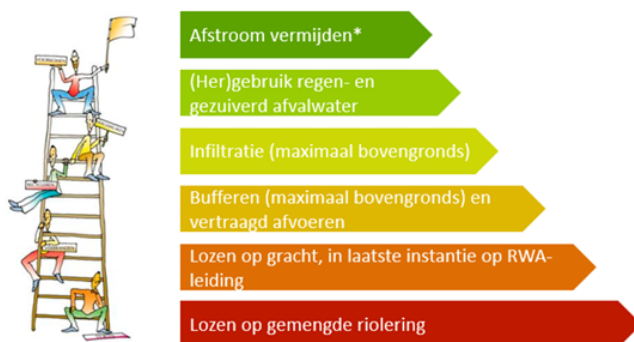 Afstroom vermijden*
(Her)gebruik regen- en
gezuiverd afvalwater
Infiltratie (maximaal bovengronds)
Bufferen (maximaal bovengronds) en
vertraagd afvoeren
Lozen op gracht, in laatste instantie op RWA-
leiding
Lozen op gemengde riolering